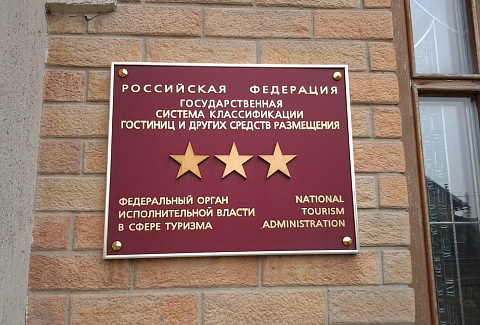 РОССИЙСКАЯ ФЕДЕРАЦИЯ
ГОСУДАРСТВЕННАЯ
СИСТЕМА КЛАССИФИКАЦИИ
ГОСТИНИЦ И ДРУГИХ СРЕДСТВ РАЗМЕЩЕНИЯ
ФЕДЕРАЛЬНЫЙ ОРГАН
ИСПОЛНИТЕЛЬНОЙ ВЛАСТИ
В СФЕРЕ ТУРИЗМА
NATIONAL
TOURISM
ADMINISTRATION